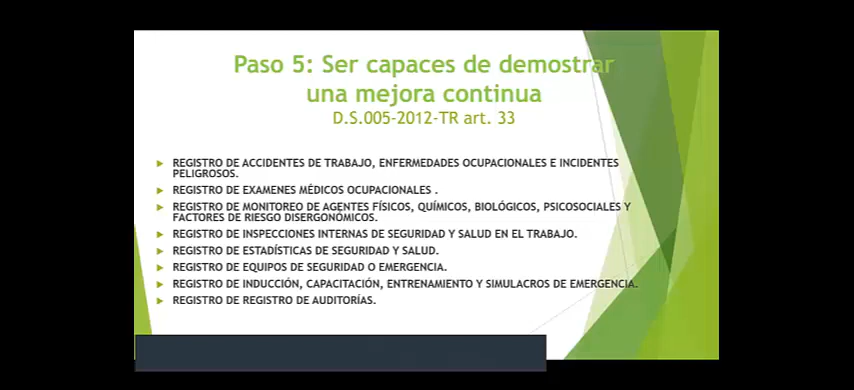 Paso 5: Ser capaces de demostrar
una mejora continua
D.S.005-2012-TR art. 33
REGISTRO DE ACCIDENTES DE TRABAJO, ENFERMEDADES OCUPACIONALES E INCIDENTES
PELIGROSOS.
REGISTRO DE EXAMENES MÉDICOS OCUPACIONALES .
REGISTRO DE MONITOREO DE AGENTES FÍSICOS, QUÍMICOS, BIOLÓGICOS, PSICOSOCIALES Y
FACTORES DE RIESGO DISERGONÓMICOS.
REGISTRO DE INSPECCIONES INTERNAS DE SEGURIDAD Y SALUD EN EL TRABAJO.
REGISTRO DE ESTADÍSTICAS DE SEGURIDAD Y SALUD.
REGISTRO DE EQUIPOS DE SEGURIDAD O EMERGENCIA.
REGISTRO DE INDUCCIÓN, CAPACITACIÓN, ENTRENAMIENTO Y SIMULACROS DE EMERGENCIA.
REGISTRO DE REGISTRO DE AUDITORÍAS.